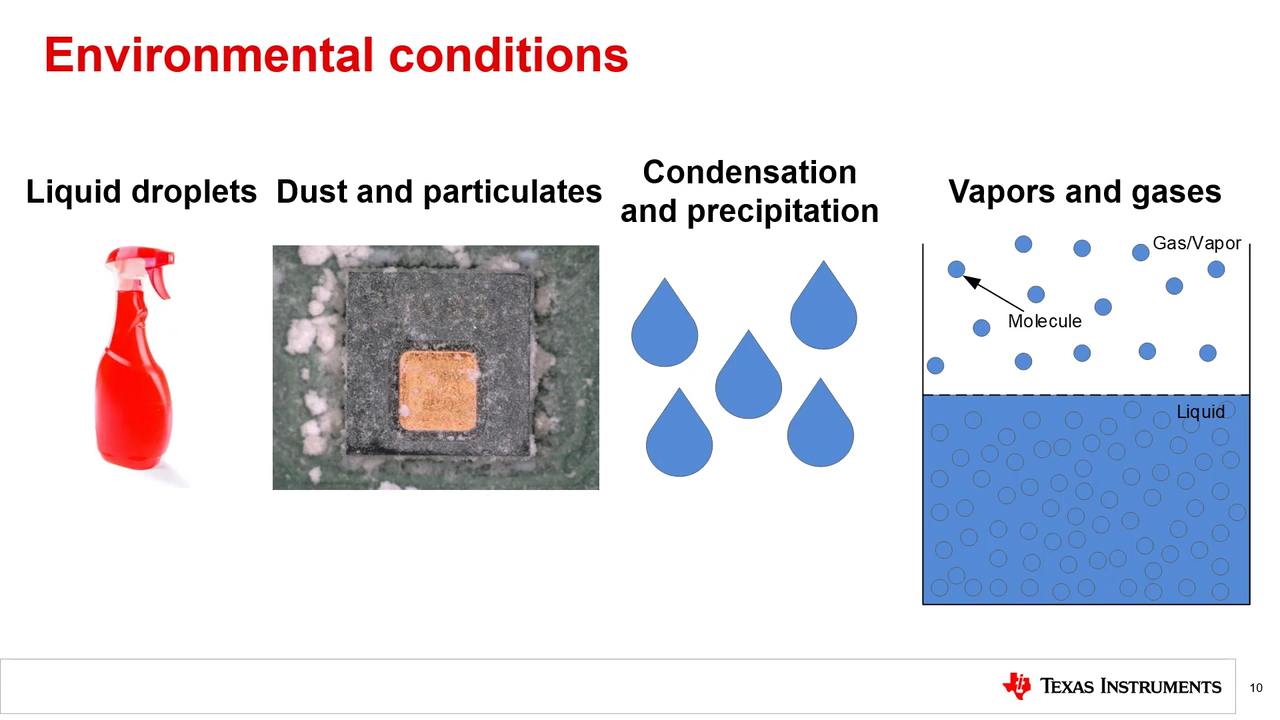 Environmental conditions
Liquid droplets
Dust and particulates
Condensation
and precipitation
Vapors and gases
Gas/Vapor
Molecule
Liquid
TEXAS INSTRUMENTS
10